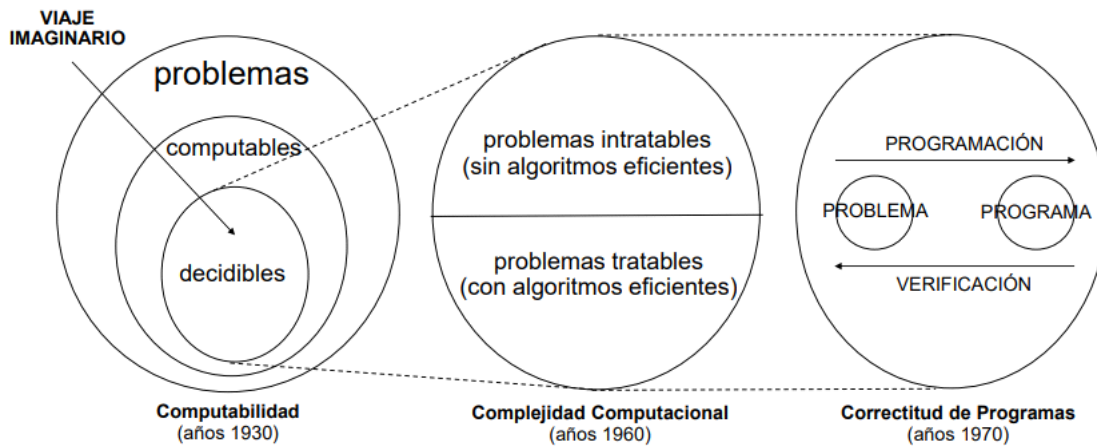 VIAJE
IMAGINARIO
problemas
computables
decidibles
Computabilidad
(años 1930)
problemas intratables
(sin algoritmos eficientes)
problemas tratables
(con algoritmos eficientes)
Complejidad Computacional
(años 1960)
PROGRAMACIÓN
PROBLEMA
PROGRAMA
VERIFICACIÓN
Correctitud de Programas
(años 1970)